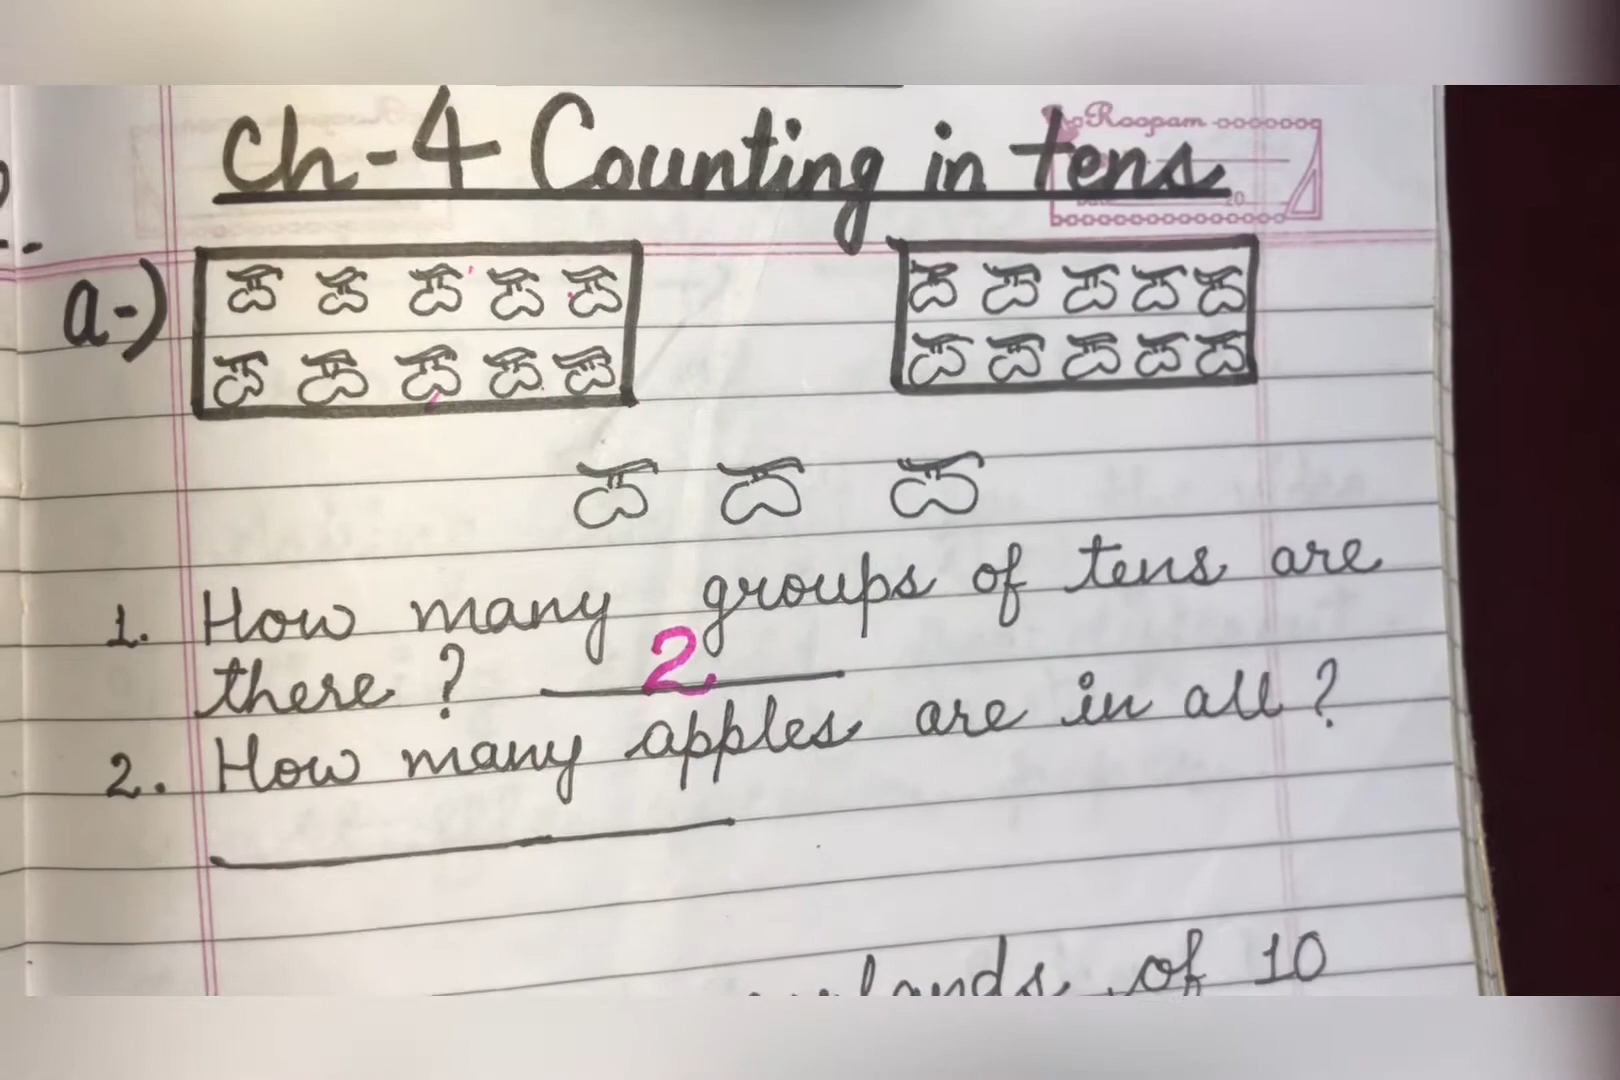 Ch-4 Counting in tens
Roopam
a-)
1. How many groups of tens are
there ? 2
2. How many apples are in all ?
of 10